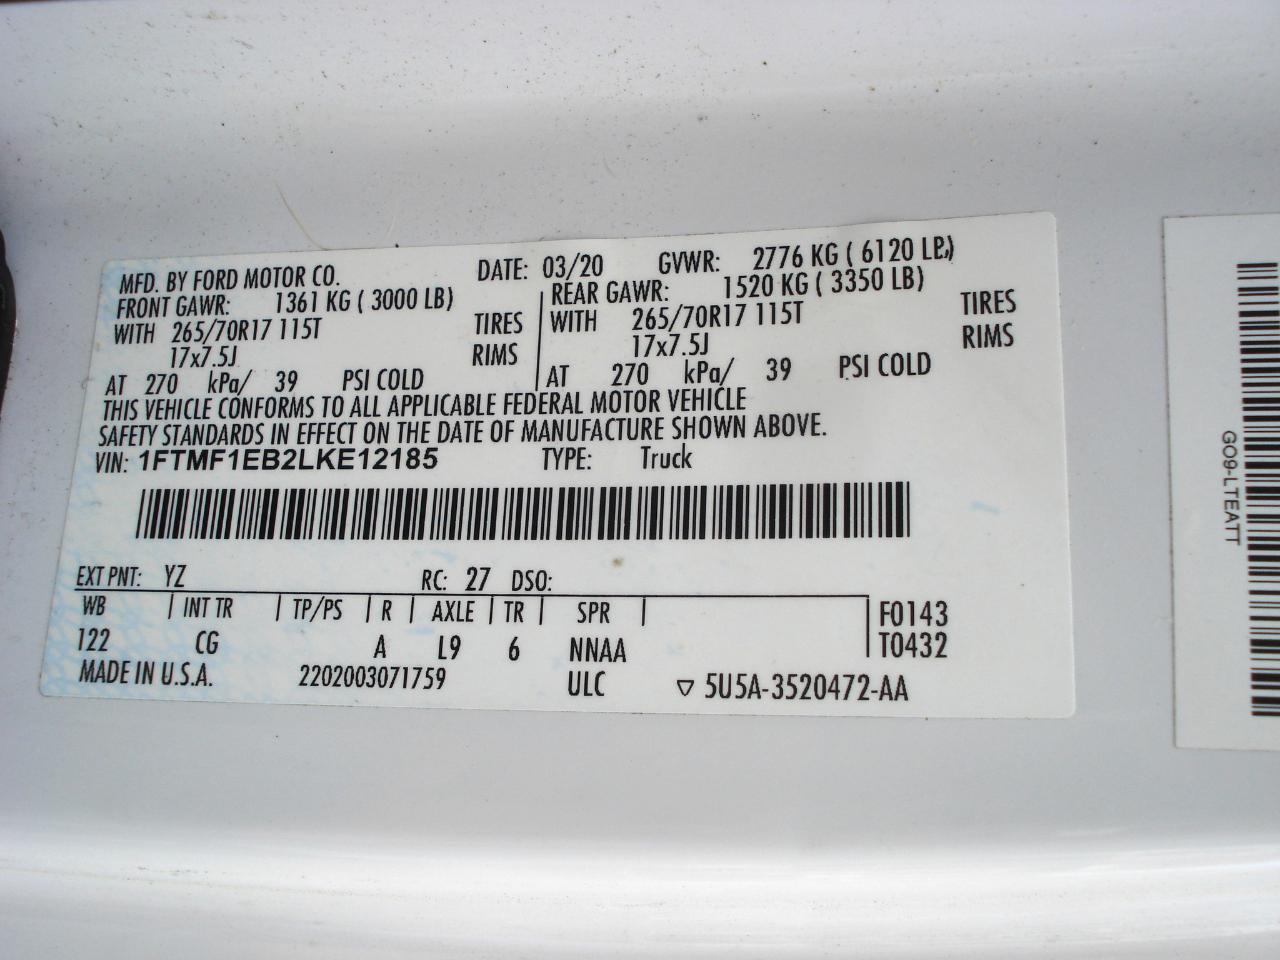 MFD. BY FORD MOTOR CO. DATE: 03/20 GVWR: 2776 KG ( 6120 LB)
FRONT GAWR: 1361 KG ( 3000 LB) REAR GAWR: 1520 KG ( 3350 LB)
WITH 265/70R17 115T TIRES WITH 265/70R17 115T TIRES
17x7.5J RIMS 17x7.5J RIMS
AT 270 kPa/ 39 PSI COLD AT 270 kPa/ 39 PSI COLD
THIS VEHICLE CONFORMS TO ALL APPLICABLE FEDERAL MOTOR VEHICLE
SAFETY STANDARDS IN EFFECT ON THE DATE OF MANUFACTURE SHOWN ABOVE.
VIN: 1FTMF1EB2LKE12185 TYPE: Truck
EXT PNT: YZ RC: 27 DSO:
WB INT TR TP/PS R AXLE TR SPR F0143
122 CG A L9 6 NNAA T0432
MADE IN U.S.A. 2202003071759 ULC ▽ 5U5A-3520472-AA
GO9-LTEATT